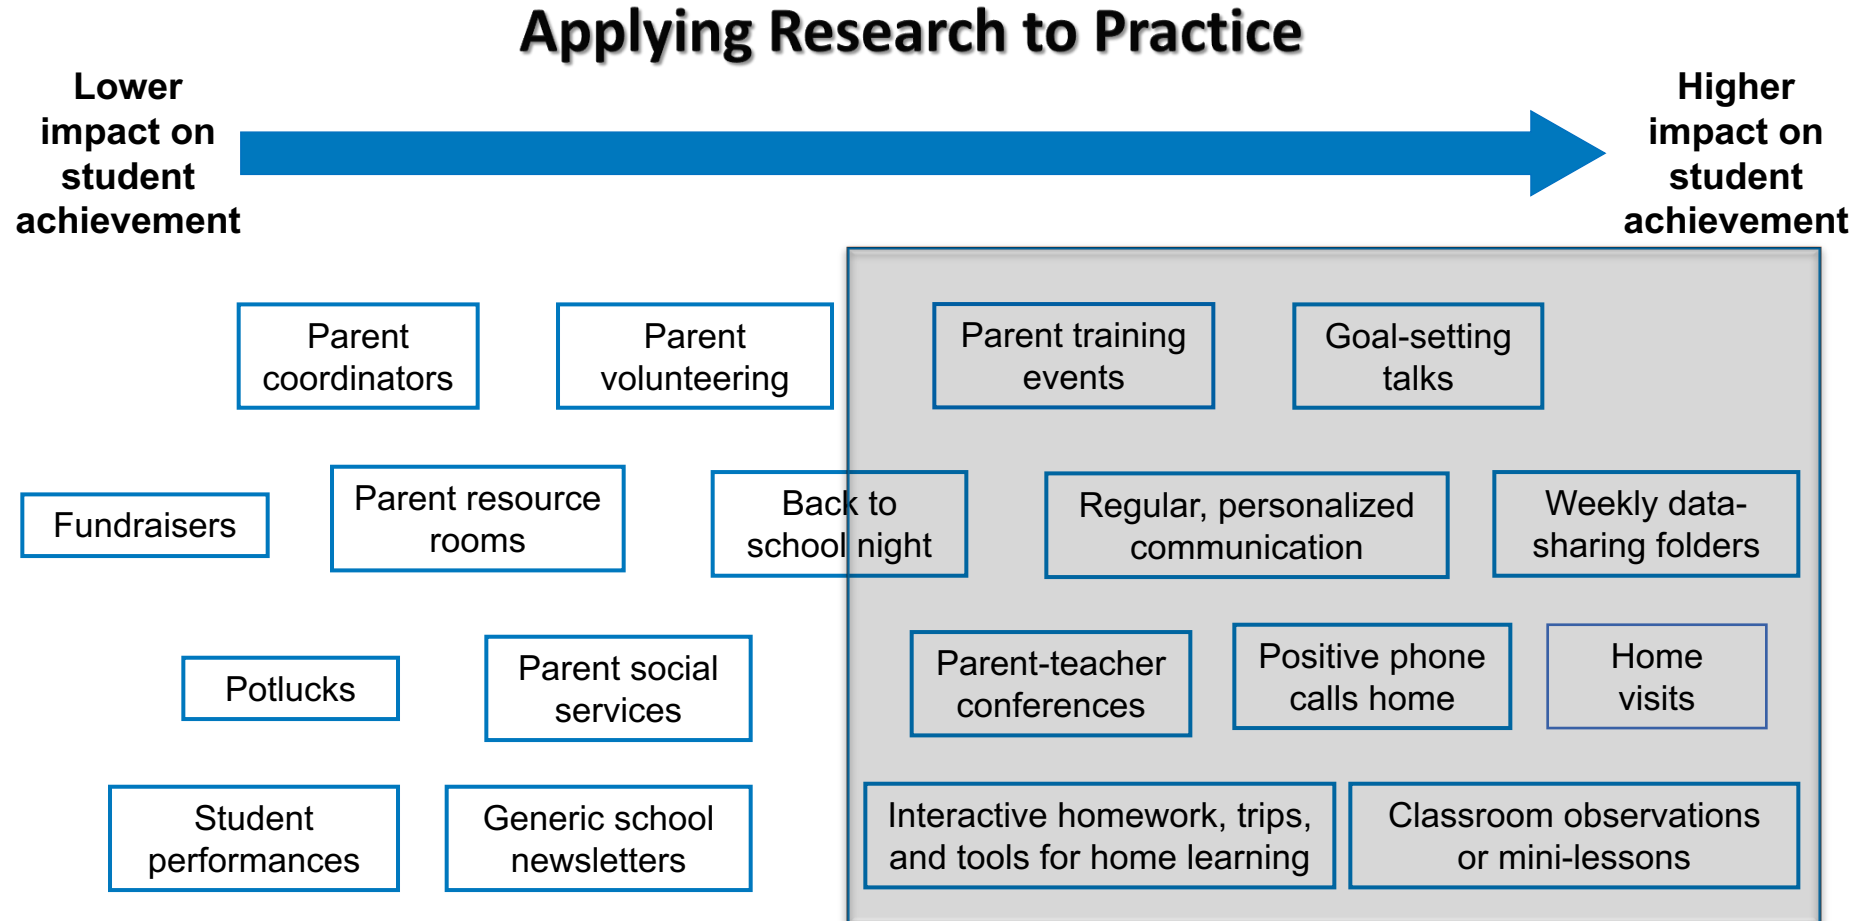 Applying Research to Practice
Lower
impact on
student
achievement
Higher
impact on
student
achievement
Parent
coordinators
Parent
volunteering
Parent training
events
Goal-setting
talks
Fundraisers
Parent resource
rooms
Back to
school night
Regular, personalized
communication
Weekly data-
sharing folders
Potlucks
Parent social
services
Parent-teacher
conferences
Positive phone
calls home
Home
visits
Student
performances
Generic school
newsletters
Interactive homework, trips,
and tools for home learning
Classroom observations
or mini-lessons